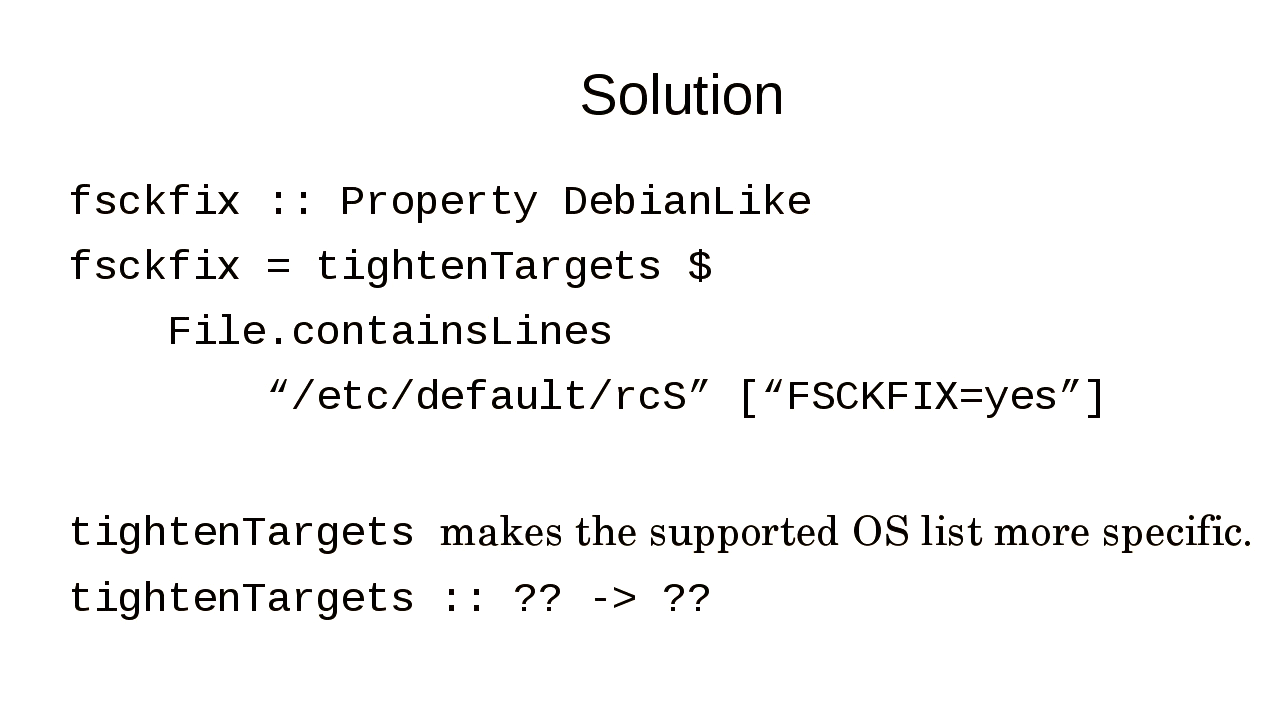 Solution
fsckfix :: Property DebianLike
fsckfix = tightenTargets $
    File.containsLines
        “/etc/default/rcS” [“FSCKFIX=yes”]
tightenTargets makes the supported OS list more specific.
tightenTargets :: ?? -> ??